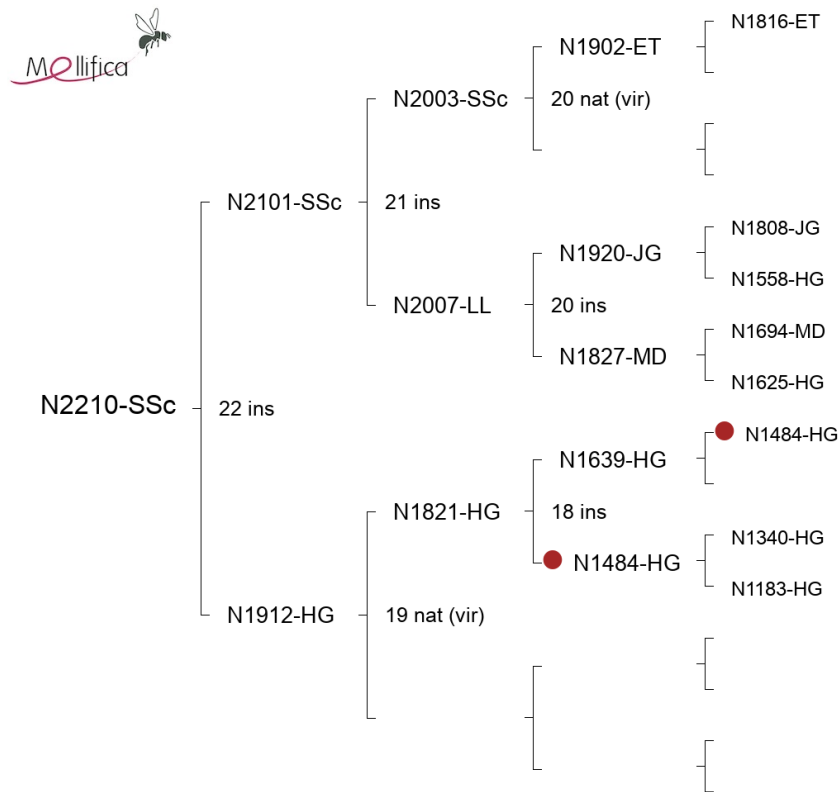 Mellifica
N1816-ET
N1902-ET
N2003-SSc
20 nat (vir)
N2101-SSc
21 ins
N1808-JG
N1920-JG
N1558-HG
N2007-LL
20 ins
N1694-MD
N1827-MD
N1625-HG
N2210-SSc
22 ins
N1484-HG
N1639-HG
N1821-HG
18 ins
N1340-HG
N1484-HG
N1183-HG
N1912-HG
19 nat (vir)